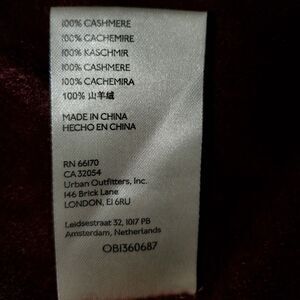 100% CASHMERE
100% CACHEMIRE
100% KASCHMIR
100% CASHMERE
100% CACHEMIRA
100% 山羊绒
MADE IN CHINA
HECHO EN CHINA
RN 66170
CA 32054
Urban Outfitters, Inc.
146 Brick Lane
LONDON, E1 6RU
Leidsestraat 32, 1017 PB
Amsterdam, Netherlands
OB1360687